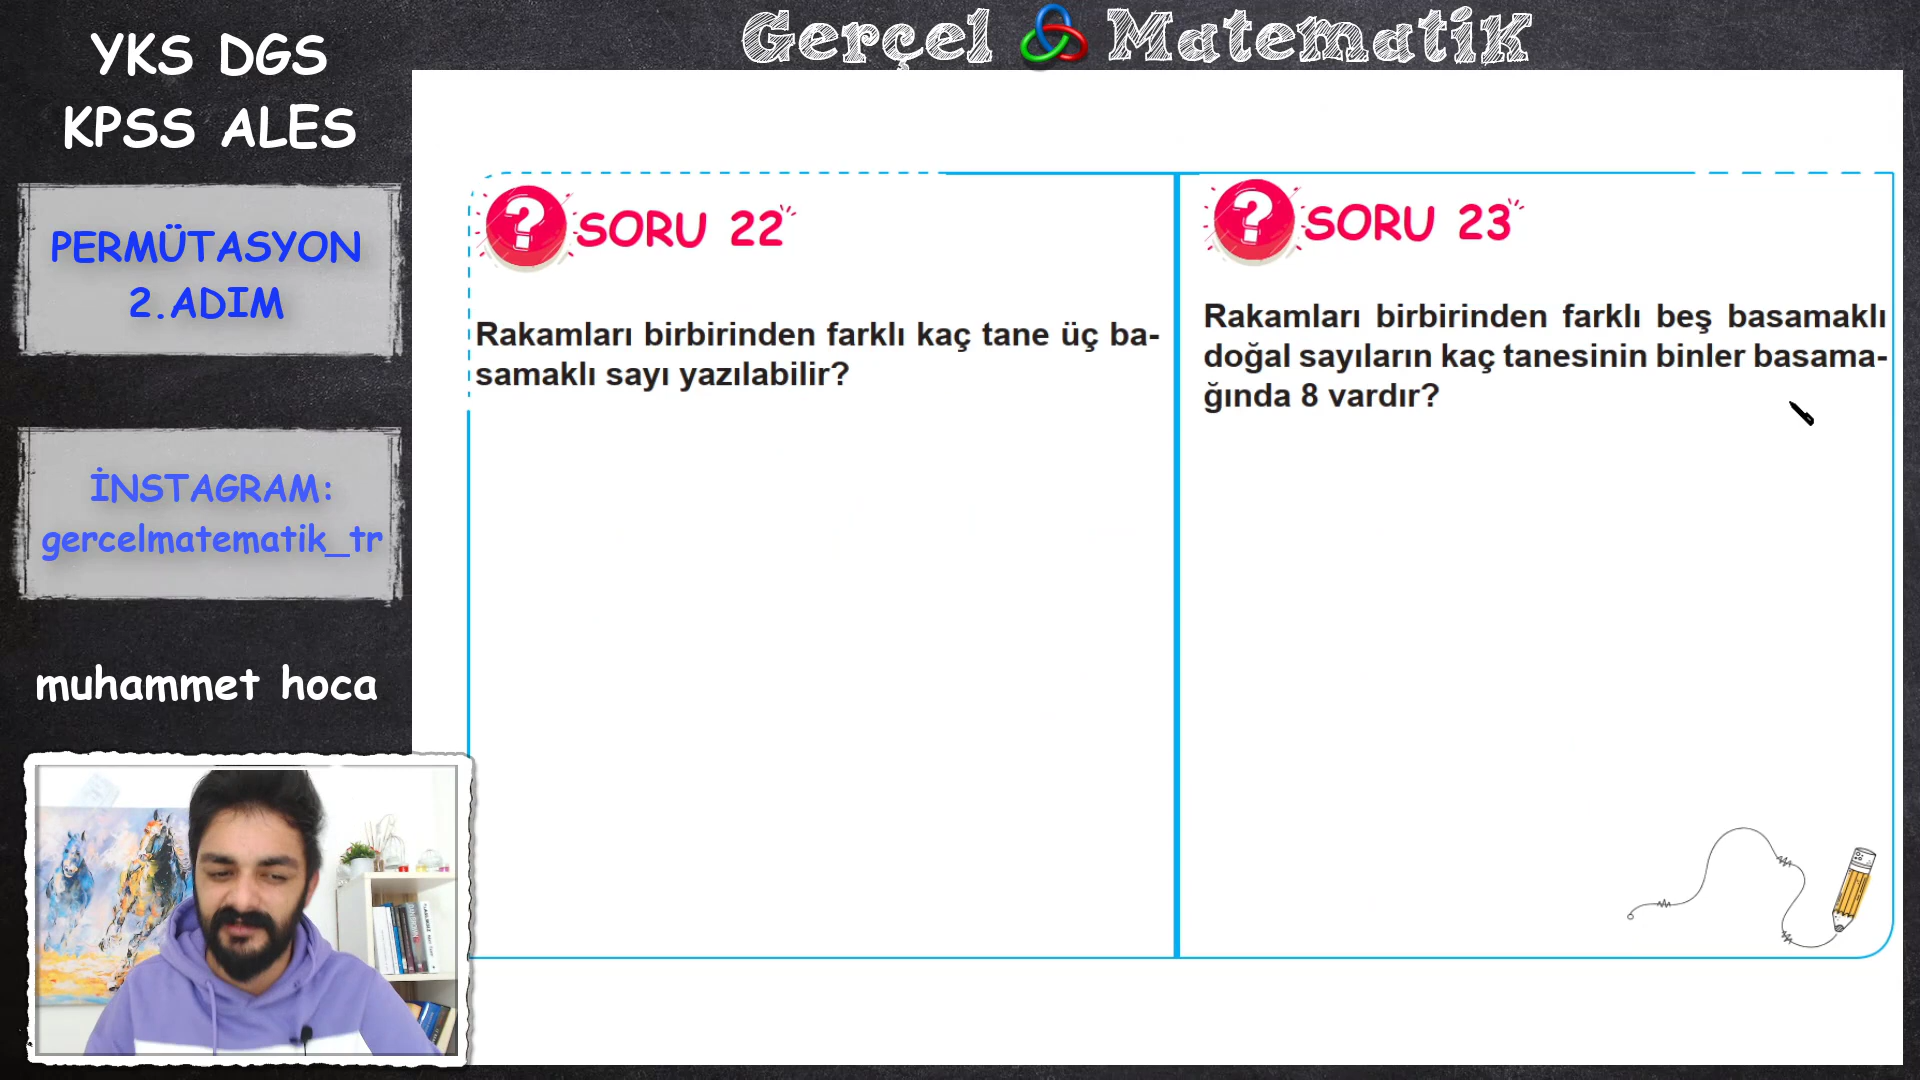 Gerçel Matematik
YKS DGS
KPSS ALES
PERMÜTASYON
2.ADIM
İNSTAGRAM:
gercelmatematik_tr
muhammet hoca
? SORU 22
Rakamları birbirinden farklı kaç tane üç ba-
samaklı sayı yazılabilir?
? SORU 23
Rakamları birbirinden farklı beş basamaklı
doğal sayıların kaç tanesinin binler basama-
ğında 8 vardır?